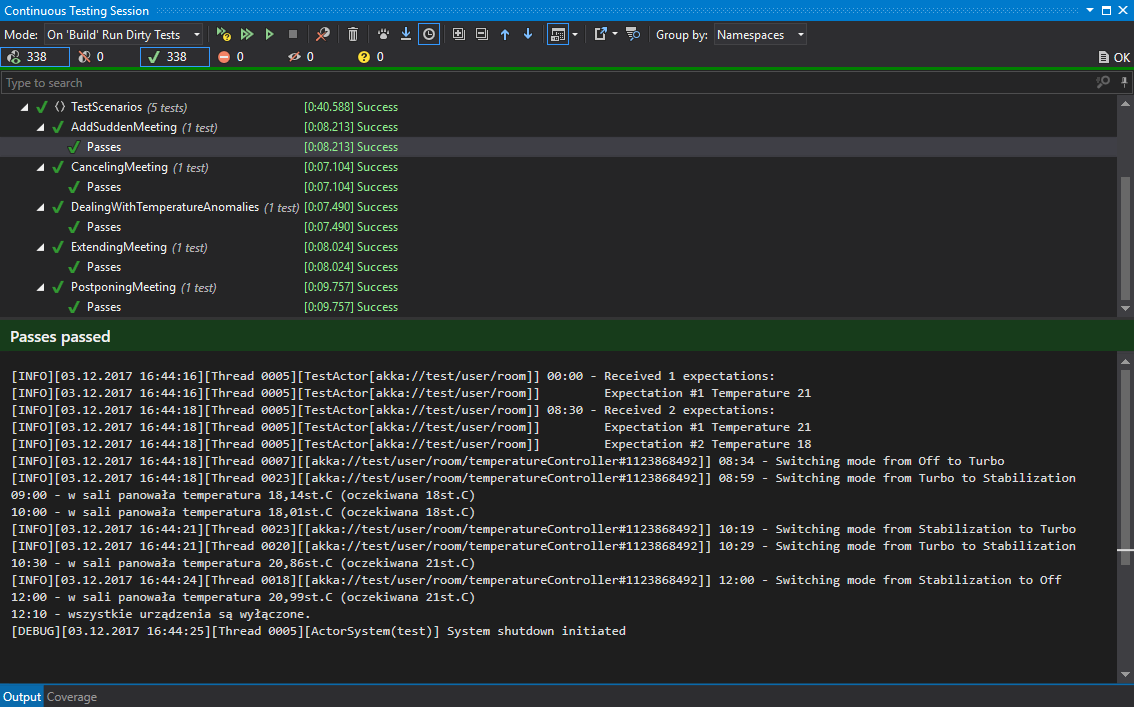 Continuous Testing Session
Mode: On 'Build' Run Dirty Tests Group by: Namespaces
338 0 338 0 0 0 OK
Type to search
TestScenarios (5 tests) [0:40.588] Success
AddSuddenMeeting (1 test) [0:08.213] Success
Passes [0:08.213] Success
CancelingMeeting (1 test) [0:07.104] Success
Passes [0:07.104] Success
DealingWithTemperatureAnomalies (1 test) [0:07.490] Success
Passes [0:07.490] Success
ExtendingMeeting (1 test) [0:08.024] Success
Passes [0:08.024] Success
PostponingMeeting (1 test) [0:09.757] Success
Passes [0:09.757] Success
Passes passed
[INFO][03.12.2017 16:44:16][Thread 0005][TestActor[akka://test/user/room]] 00:00 - Received 1 expectations:
[INFO][03.12.2017 16:44:16][Thread 0005][TestActor[akka://test/user/room]] Expectation #1 Temperature 21
[INFO][03.12.2017 16:44:18][Thread 0005][TestActor[akka://test/user/room]] 08:30 - Received 2 expectations:
[INFO][03.12.2017 16:44:18][Thread 0005][TestActor[akka://test/user/room]] Expectation #1 Temperature 21
[INFO][03.12.2017 16:44:18][Thread 0005][TestActor[akka://test/user/room]] Expectation #2 Temperature 18
[INFO][03.12.2017 16:44:18][Thread 0007][[akka://test/user/room/temperatureController#1123868492]] 08:34 - Switching mode from Off to Turbo
[INFO][03.12.2017 16:44:18][Thread 0023][[akka://test/user/room/temperatureController#1123868492]] 08:59 - Switching mode from Turbo to Stabilization
09:00 - w sali panowała temperatura 18,14st.C (oczekiwana 18st.C)
10:00 - w sali panowała temperatura 18,01st.C (oczekiwana 18st.C)
[INFO][03.12.2017 16:44:21][Thread 0023][[akka://test/user/room/temperatureController#1123868492]] 10:19 - Switching mode from Stabilization to Turbo
[INFO][03.12.2017 16:44:21][Thread 0020][[akka://test/user/room/temperatureController#1123868492]] 10:29 - Switching mode from Turbo to Stabilization
10:30 - w sali panowała temperatura 20,86st.C (oczekiwana 21st.C)
[INFO][03.12.2017 16:44:24][Thread 0018][[akka://test/user/room/temperatureController#1123868492]] 12:00 - Switching mode from Stabilization to Off
12:00 - w sali panowała temperatura 20,99st.C (oczekiwana 21st.C)
12:10 - wszystkie urządzenia są wyłączone.
[DEBUG][03.12.2017 16:44:25][Thread 0005][ActorSystem(test)] System shutdown initiated
Output Coverage